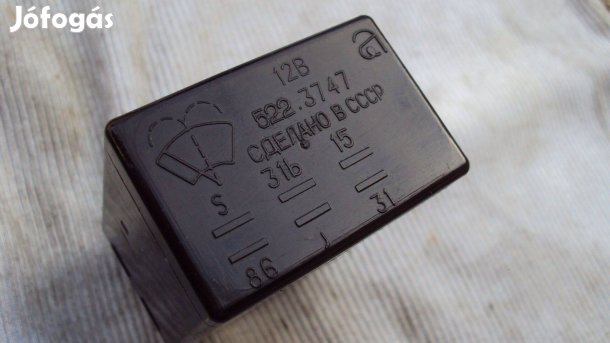 Jófogás
12В
522.3747
СДЕЛАНО В СССР
S 31b 15
86 J 31